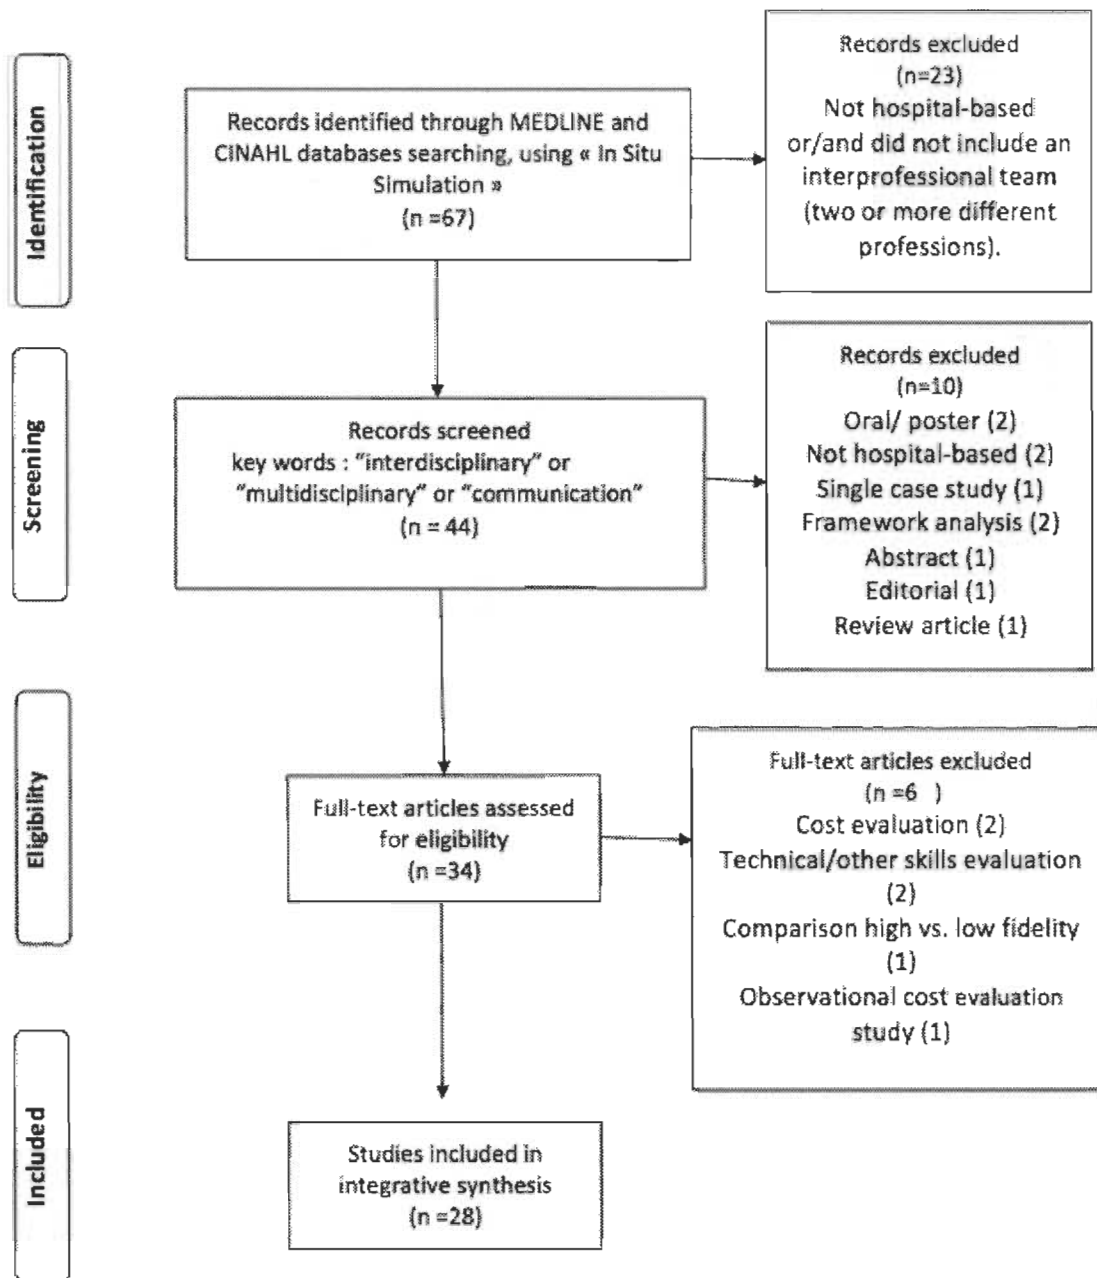 Identification
Records identified through MEDLINE and
CINAHL databases searching, using « In Situ
Simulation »
(n =67)
Records excluded
(n=23)
Not hospital-based
or/and did not include an
interprofessional team
(two or more different
professions).
Screening
Records screened
key words : “interdisciplinary” or
“multidisciplinary” or “communication”
(n = 44)
Records excluded
(n=10)
Oral/ poster (2)
Not hospital-based (2)
Single case study (1)
Framework analysis (2)
Abstract (1)
Editorial (1)
Review article (1)
Eligibility
Full-text articles assessed
for eligibility
(n =34)
Full-text articles excluded
(n =6 )
Cost evaluation (2)
Technical/other skills evaluation
(2)
Comparison high vs. low fidelity
(1)
Observational cost evaluation
study (1)
Included
Studies included in
integrative synthesis
(n =28)